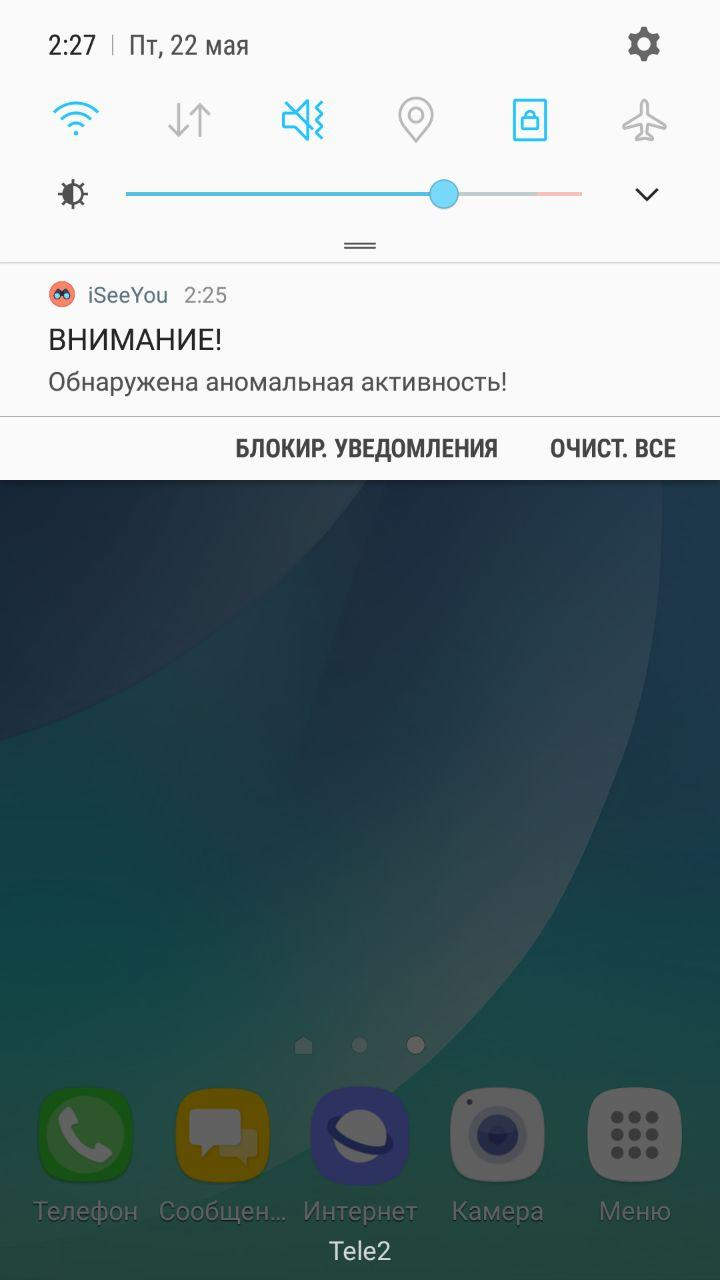 2:27 | Пт, 22 мая
iSeeYou 2:25
ВНИМАНИЕ!
Обнаружена аномальная активность!
БЛОКИР. УВЕДОМЛЕНИЯ ОЧИСТ. ВСЕ
Телефон Сообщен... Интернет Камера Меню
Tele2